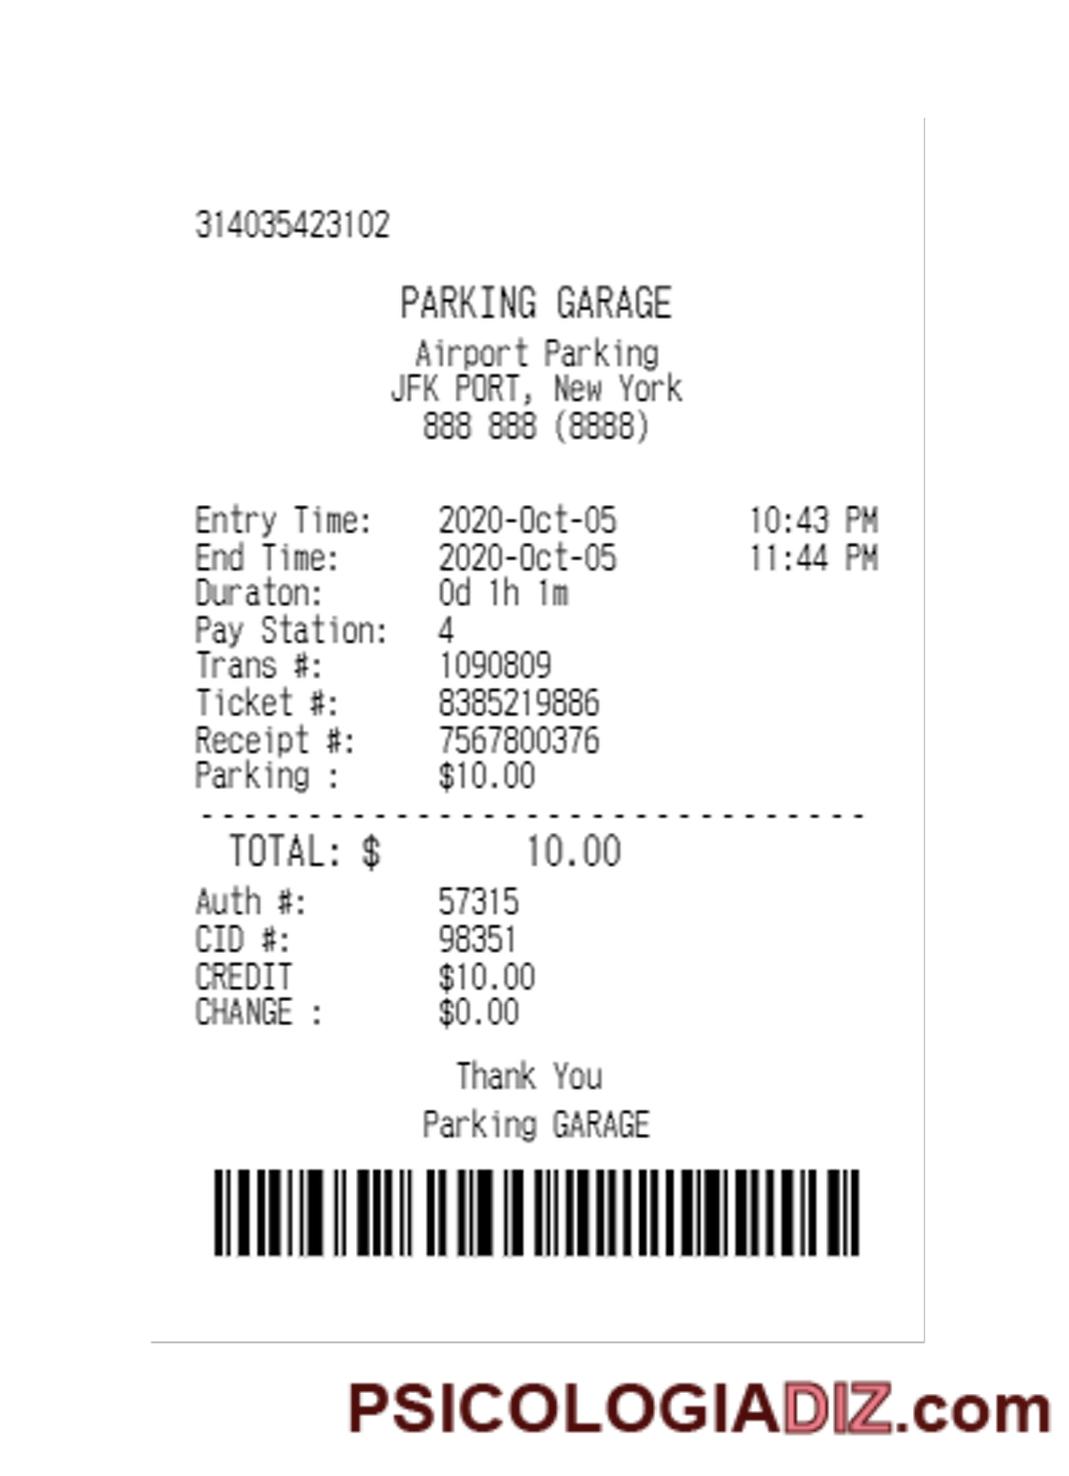 314035423102
PARKING GARAGE
Airport Parking
JFK PORT, New York
888 888 (8888)
Entry Time: 2020-Oct-05 10:43 PM
End Time: 2020-Oct-05 11:44 PM
Duraton: 0d 1h 1m
Pay Station: 4
Trans #: 1090809
Ticket #: 8385219886
Receipt #: 7567800376
Parking : $10.00
--------------------------------
TOTAL: $ 10.00
Auth #: 57315
CID #: 98351
CREDIT $10.00
CHANGE : $0.00
Thank You
Parking GARAGE
PSICOLOGIADIZ.com